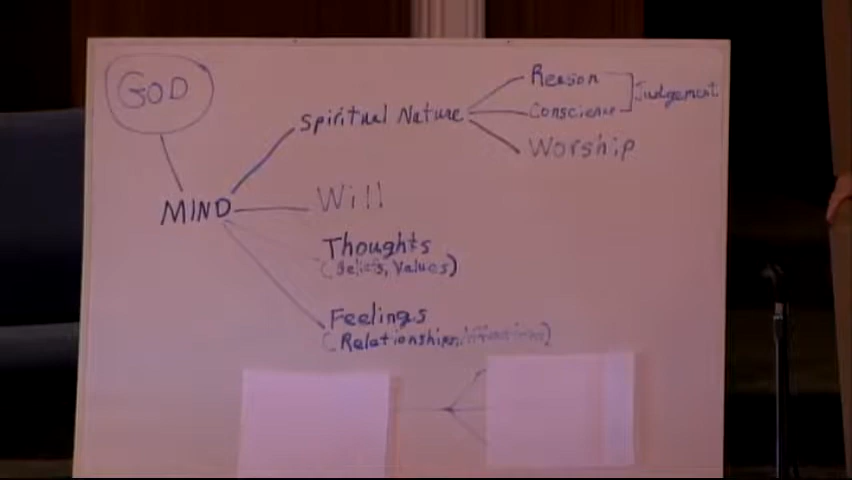 GOD
Reason
Conscience
Judgement
Spiritual Nature
Worship
MIND
Will
Thoughts
(Beliefs, Values)
Feelings
(Relationships,